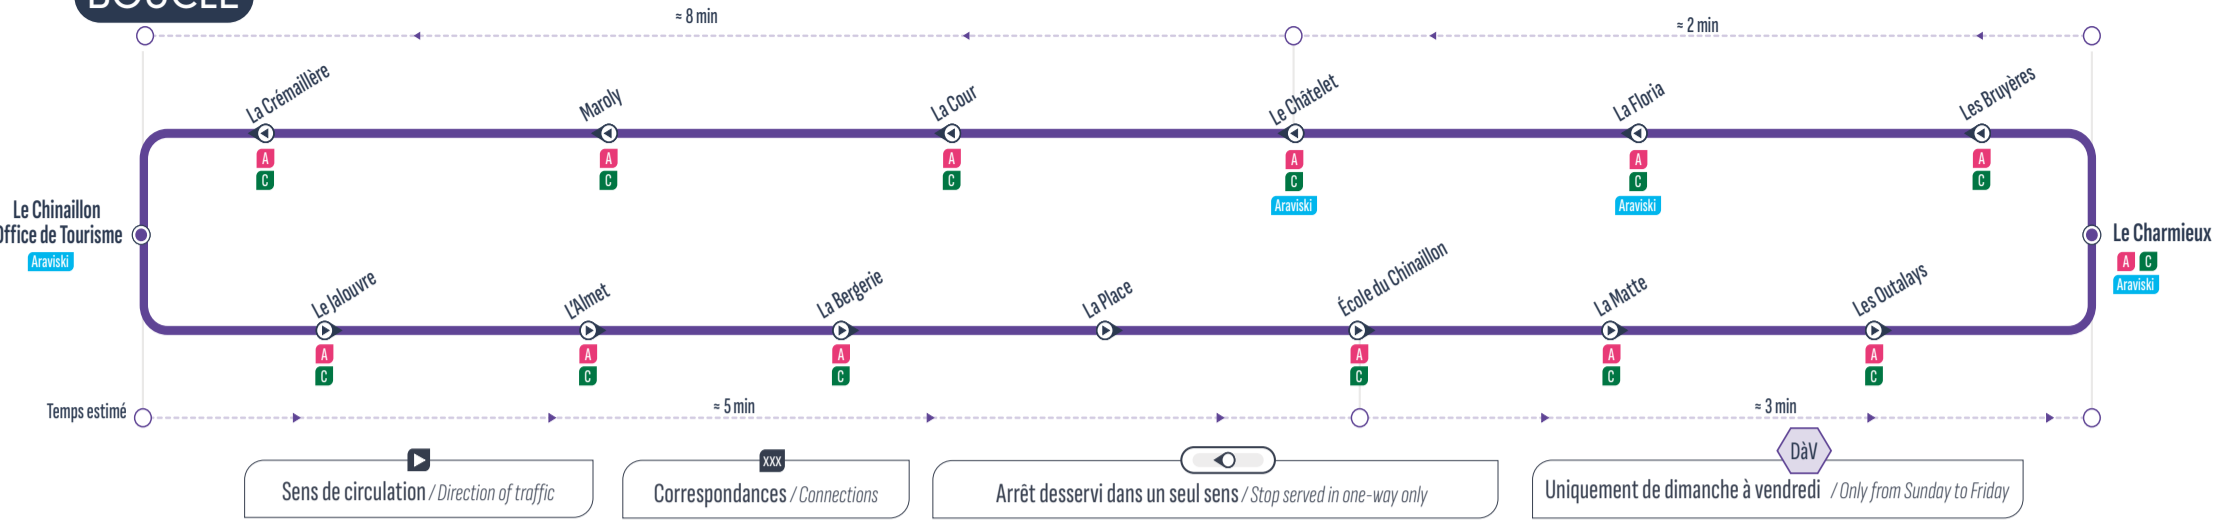 BOUCLE
≈ 8 min
≈ 2 min
La Crémaillère
Maroly
La Cour
Le Châtelet
La Floria
Les Bruyères
A
A
A
A
A
A
C
C
C
C
C
C
Araviski
Araviski
Le Chinaillon
Office de Tourisme
Araviski
Le Charmieux
A C
Araviski
Le Jalouvre
L'Almet
La Bergerie
La Place
École du Chinaillon
La Matte
Les Outalays
A
A
A
A
A
A
C
C
C
C
C
C
Temps estimé
≈ 5 min
≈ 3 min
XXX
DàV
Sens de circulation / Direction of traffic
Correspondances / Connections
Arrêt desservi dans un seul sens / Stop served in one-way only
Uniquement de dimanche à vendredi / Only from Sunday to Friday